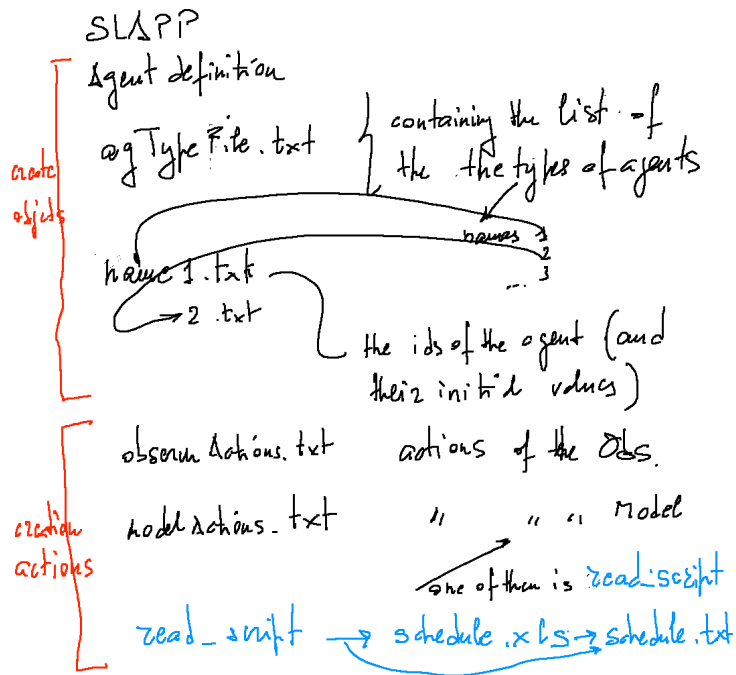 SLAPP
Agent definition
agTypeFile.txt
containing the list of
the the types of agents
create
objects
names 1
2
... 3
name 1.txt
2.txt
the ids of the agent (and
their initial values)
observerActions.txt actions of the Obs.
modelActions.txt " " " Model
creation
actions
one of them is read_script
read_script → schedule.xls → schedule.txt